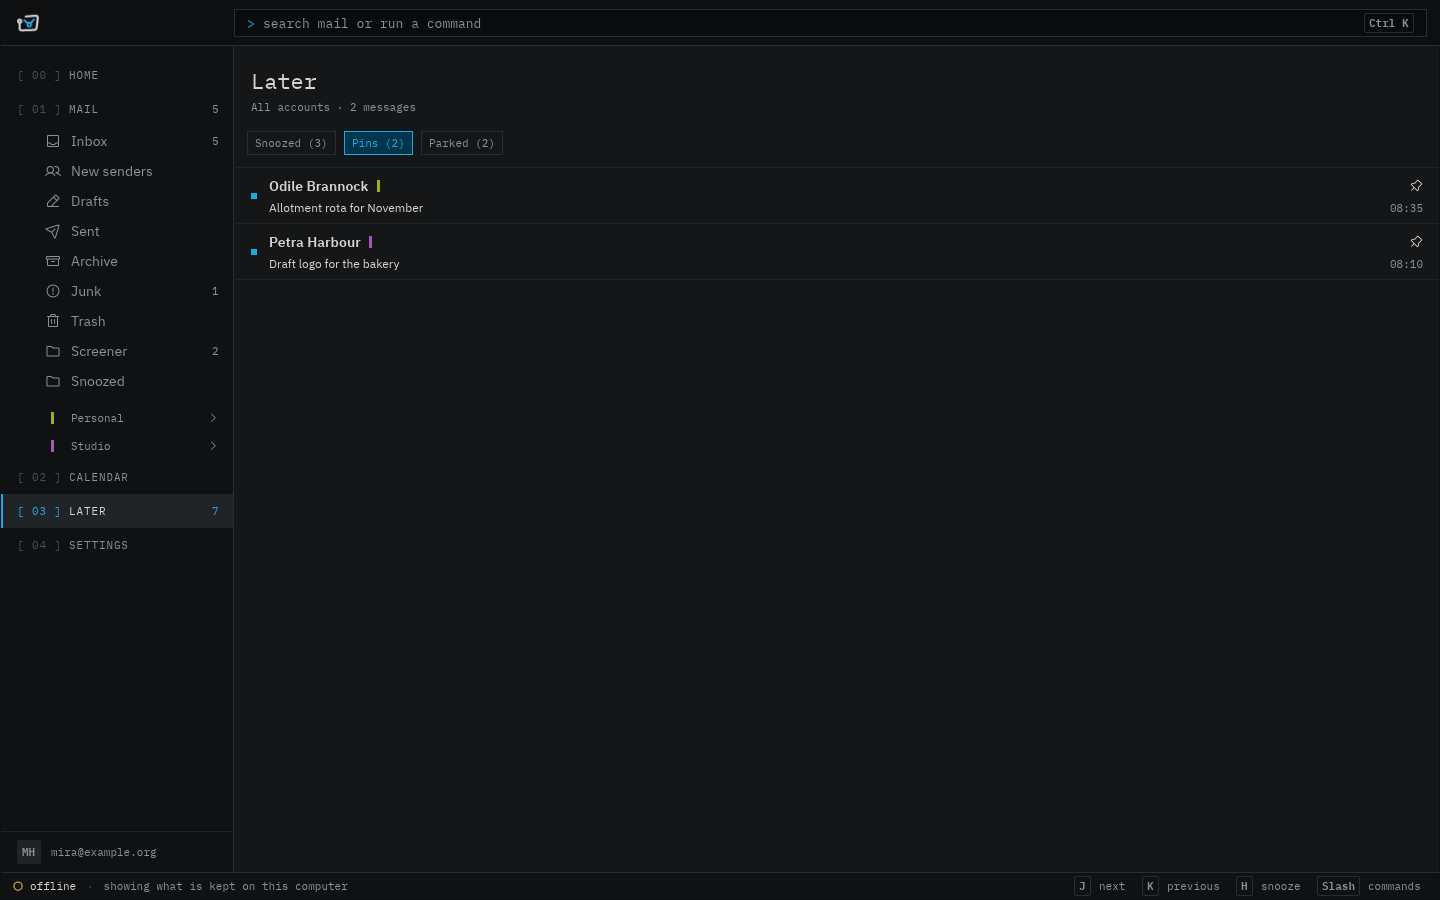 > search mail or run a command Ctrl K
[ 00 ] HOME
[ 01 ] MAIL 5
Inbox 5
New senders
Drafts
Sent
Archive
Junk 1
Trash
Screener 2
Snoozed
Personal
Studio
[ 02 ] CALENDAR
[ 03 ] LATER 7
[ 04 ] SETTINGS
MH mira@example.org
Later
All accounts · 2 messages
Snoozed (3) Pins (2) Parked (2)
Odile Brannock
Allotment rota for November 08:35
Petra Harbour
Draft logo for the bakery 08:10
offline · showing what is kept on this computer J next K previous H snooze Slash commands